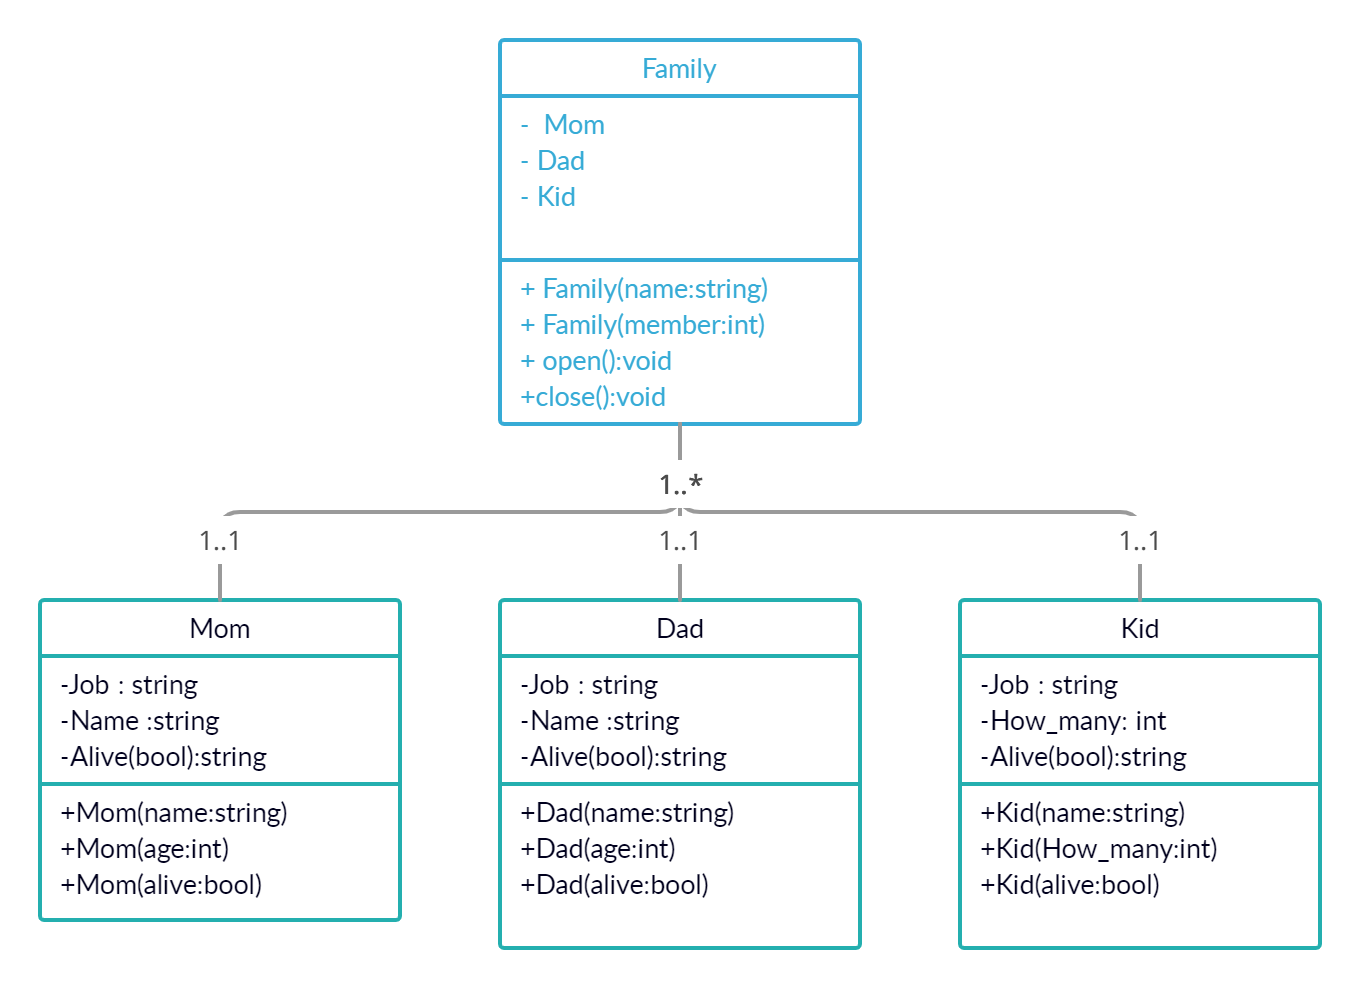 Family
- Mom
- Dad
- Kid
+ Family(name:string)
+ Family(member:int)
+ open():void
+close():void
1..*
1..1
1..1
1..1
Mom
-Job : string
-Name :string
-Alive(bool):string
+Mom(name:string)
+Mom(age:int)
+Mom(alive:bool)
Dad
-Job : string
-Name :string
-Alive(bool):string
+Dad(name:string)
+Dad(age:int)
+Dad(alive:bool)
Kid
-Job : string
-How_many: int
-Alive(bool):string
+Kid(name:string)
+Kid(How_many:int)
+Kid(alive:bool)